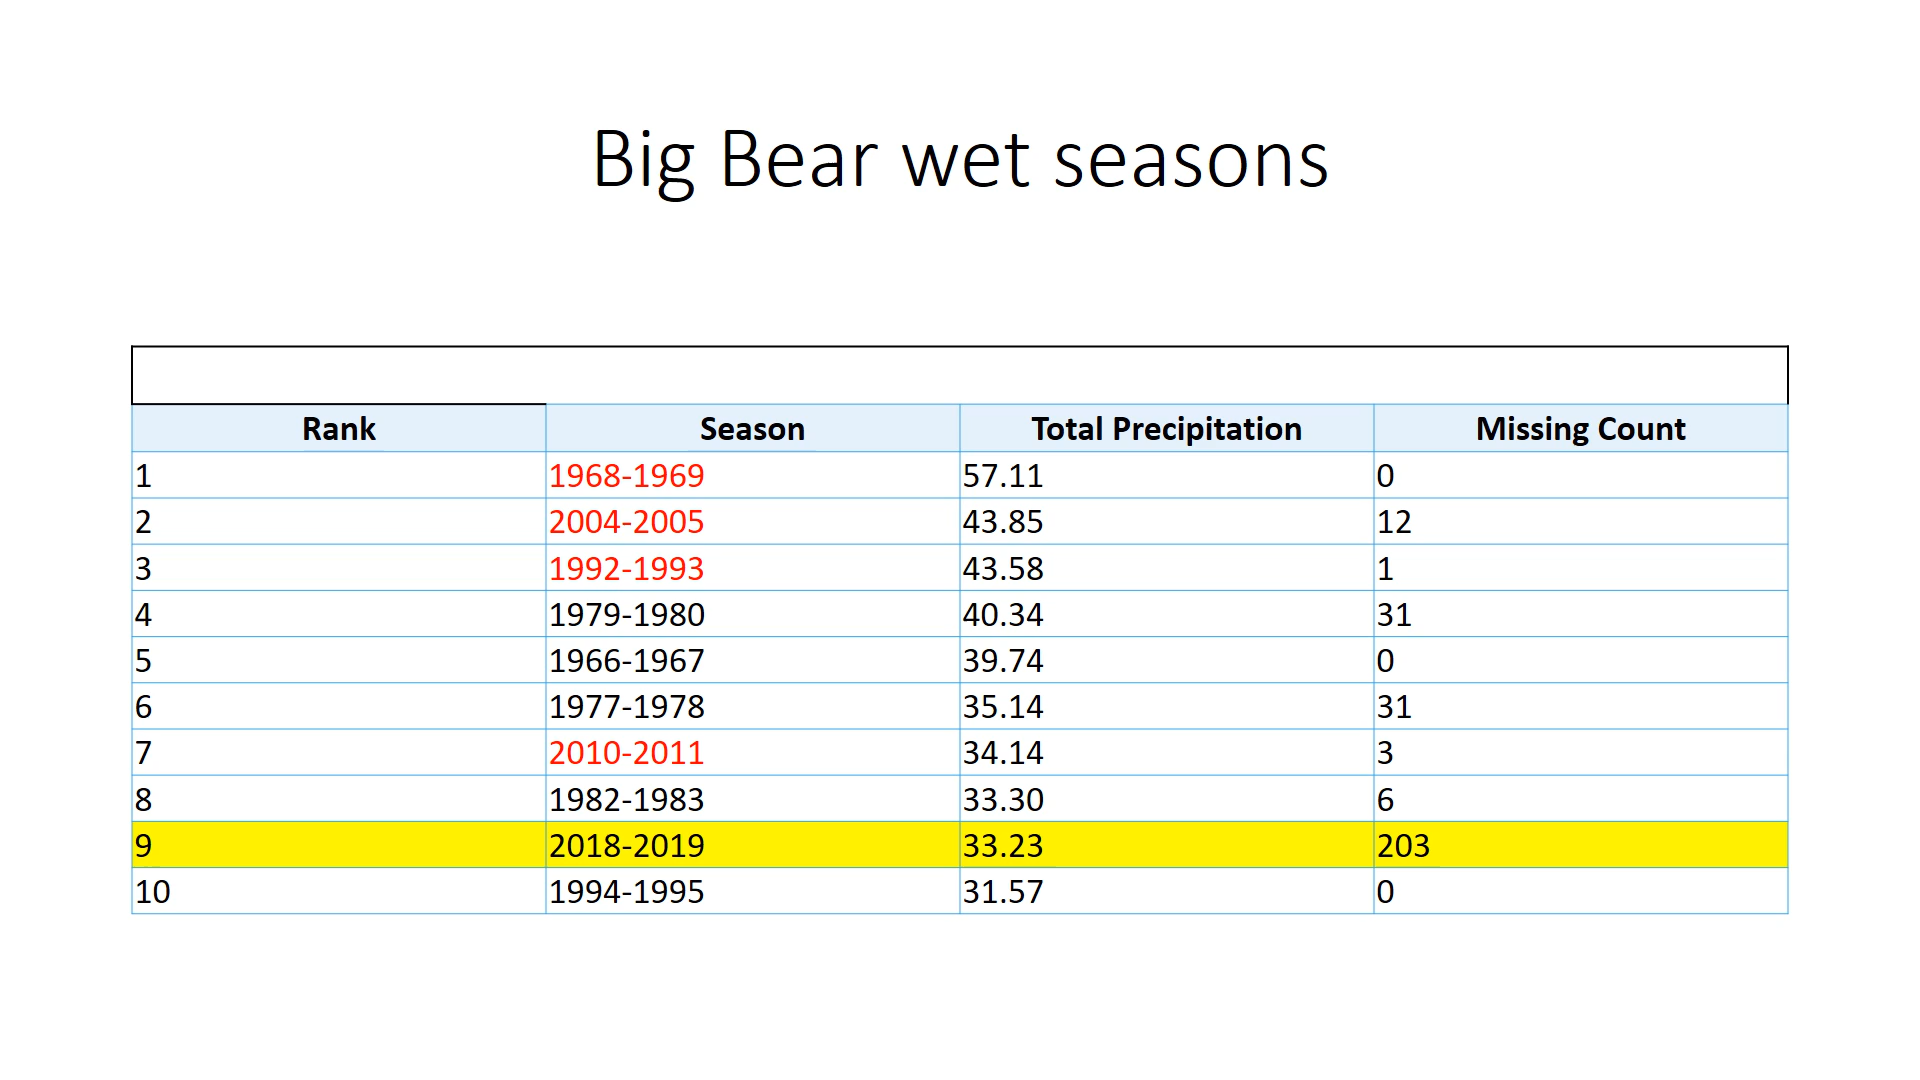 Big Bear wet seasons
Rank Season Total Precipitation Missing Count
1 1968-1969 57.11 0
2 2004-2005 43.85 12
3 1992-1993 43.58 1
4 1979-1980 40.34 31
5 1966-1967 39.74 0
6 1977-1978 35.14 31
7 2010-2011 34.14 3
8 1982-1983 33.30 6
9 2018-2019 33.23 203
10 1994-1995 31.57 0